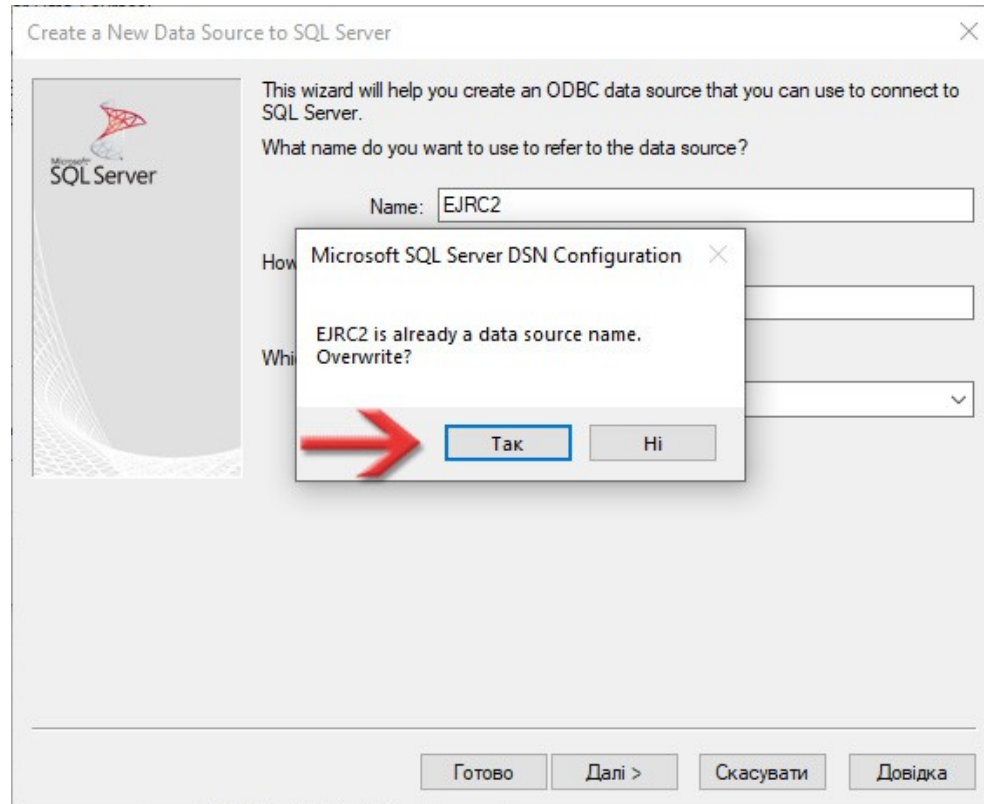 Create a New Data Source to SQL Server
This wizard will help you create an ODBC data source that you can use to connect to
SQL Server.
What name do you want to use to refer to the data source?
Microsoft
SQL Server
Name: EJRC2
How
Microsoft SQL Server DSN Configuration
EJRC2 is already a data source name.
Overwrite?
Whi
Так Ні
Готово Далі > Скасувати Довідка